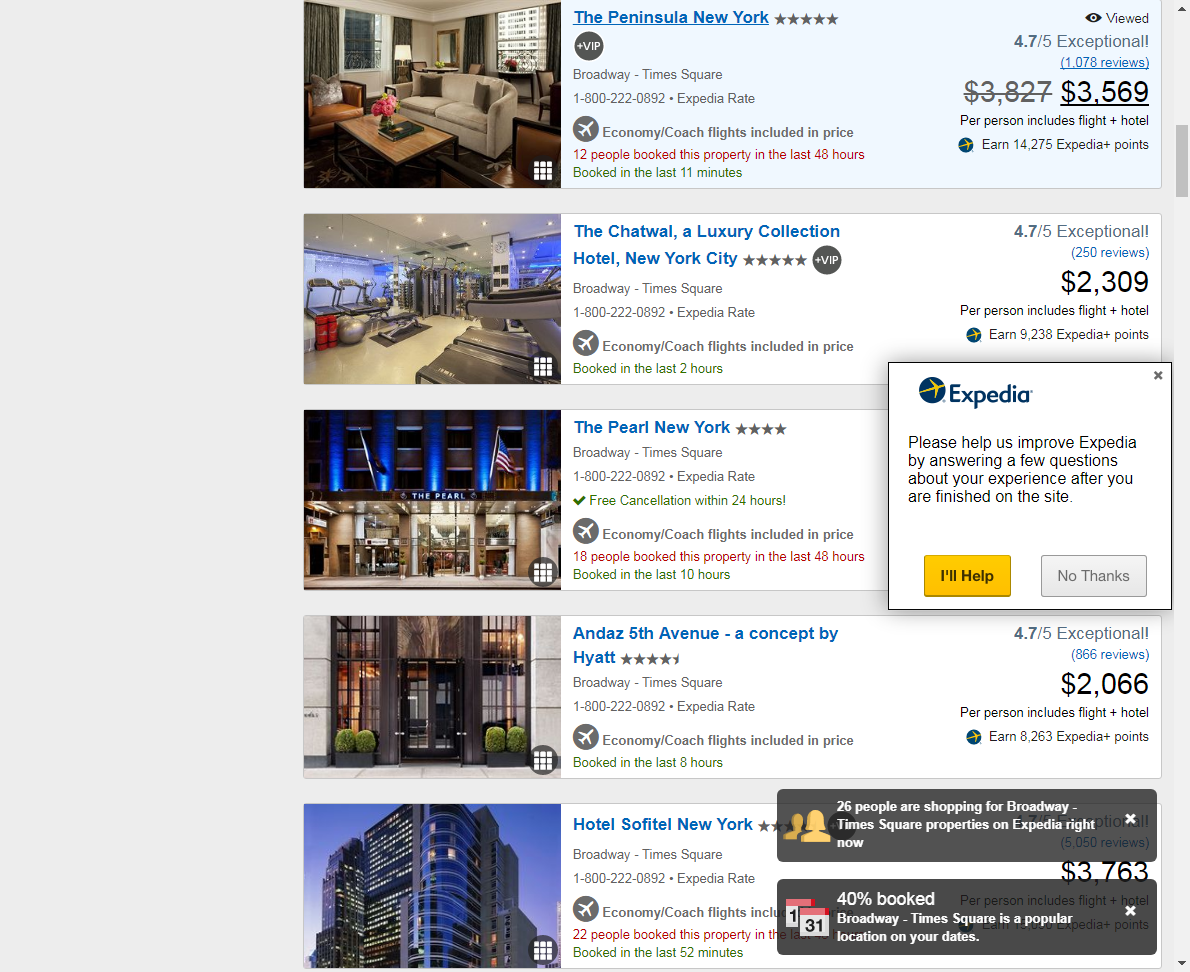 The Peninsula New York
Viewed
+VIP
4.7/5 Exceptional!
(1,078 reviews)
Broadway - Times Square
$3,827 $3,569
1-800-222-0892 • Expedia Rate
Per person includes flight + hotel
Economy/Coach flights included in price
Earn 14,275 Expedia+ points
12 people booked this property in the last 48 hours
Booked in the last 11 minutes
The Chatwal, a Luxury Collection
Hotel, New York City +VIP
4.7/5 Exceptional!
(250 reviews)
$2,309
Broadway - Times Square
1-800-222-0892 • Expedia Rate
Per person includes flight + hotel
Economy/Coach flights included in price
Earn 9,238 Expedia+ points
Booked in the last 2 hours
Expedia
Please help us improve Expedia
by answering a few questions
about your experience after you
are finished on the site.
I'll Help
No Thanks
The Pearl New York
Broadway - Times Square
1-800-222-0892 • Expedia Rate
Free Cancellation within 24 hours!
THE PEARL
Economy/Coach flights included in price
18 people booked this property in the last 48 hours
Booked in the last 10 hours
Andaz 5th Avenue - a concept by
Hyatt
4.7/5 Exceptional!
(866 reviews)
$2,066
Broadway - Times Square
1-800-222-0892 • Expedia Rate
Per person includes flight + hotel
Economy/Coach flights included in price
Earn 8,263 Expedia+ points
Booked in the last 8 hours
Hotel Sofitel New York
26 people are shopping for Broadway -
Times Square properties on Expedia right
now
(5,050 reviews)
Broadway - Times Square
$3,763
1-800-222-0892 • Expedia Rate
Per person includes flight + hotel
Economy/Coach flights
22 people booked this property in the
Booked in the last 52 minutes
31
40% booked
Broadway - Times Square is a popular
location on your dates.